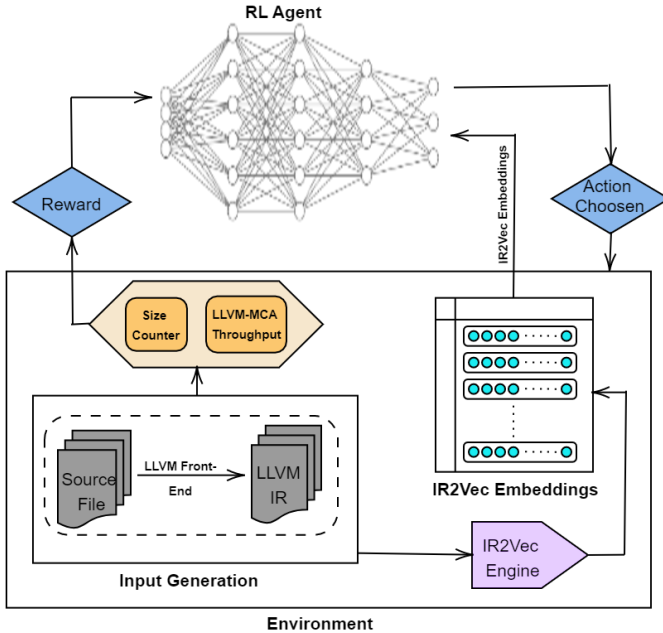 RL Agent
Reward
IR2Vec Embeddings
Action
Choosen
Size
Counter
LLVM-MCA
Throughput
Source
File
LLVM Front-
End
LLVM
IR
Input Generation
IR2Vec Embeddings
IR2Vec
Engine
Environment